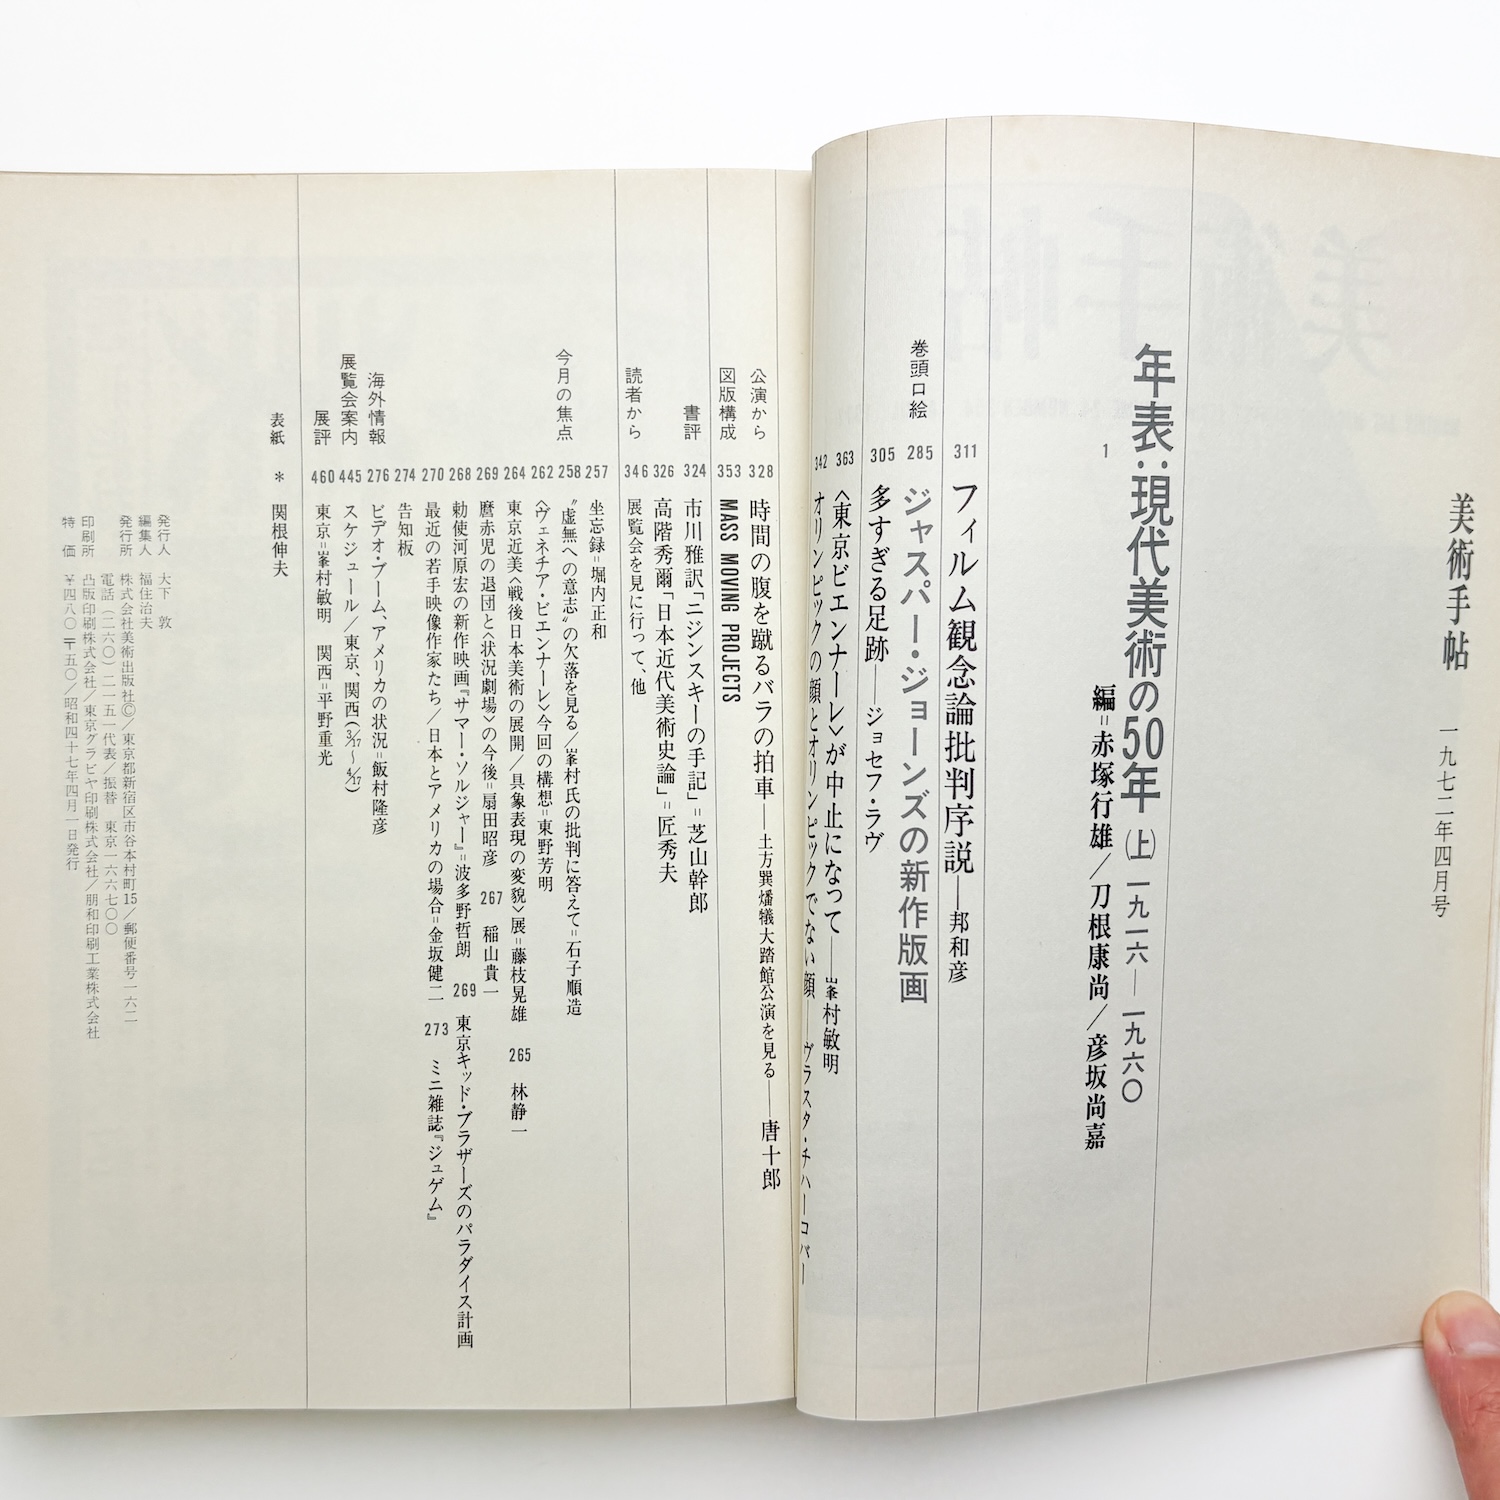 美術手帖 一九七二年四月号
年表:現代美術の50年(上)一九一六—一九六〇
1 編=赤塚行雄/刀根康尚/彦坂尚嘉
311 フィルム観念論批判序説—邦和彦
巻頭口絵 285 ジャスパー・ジョーンズの新作版画
305 多すぎる足跡—ジョセフ・ラヴ
363 〈東京ビエンナーレ〉が中止になって—峯村敏明
342 オリンピックの顔とオリンピックでない顔—ヴラスタ・チハーコバー
公演から 328 時間の腹を蹴るバラの拍車—土方巽燔犠大踏館公演を見る—唐十郎
図版構成 353 MASS MOVING PROJECTS
書評 324 市川雅訳「ニジンスキーの手記」=芝山幹郎
326 高階秀爾「日本近代美術史論」=匠秀夫
読者から 346 展覧会を見に行って、他
今月の焦点 257 坐忘録=堀内正和
258 〝虚無への意志〟の欠落を見る/峯村氏の批判に答えて=石子順造
262 〈ヴェネチア・ビエンナーレ〉今回の構想=東野芳明
264 東京近美〈戦後日本美術の展開/具象表現の変貌〉展=藤枝晃雄 265 林静一
269 麿赤児の退団と〈状況劇場〉の今後=扇田昭彦 267 稲山貴一
268 勅使河原宏の新作映画『サマー・ソルジャー』=波多野哲朗 269 東京キッド・ブラザーズのパラダイス計画
270 最近の若手映像作家たち/日本とアメリカの場合=金坂健二 273 ミニ雑誌『ジュゲム』
274 告知板
海外情報 276 ビデオ・ブーム、アメリカの状況=飯村隆彦
展覧会案内 445 スケジュール/東京、関西(3/17〜4/17)
展評 460 東京=峯村敏明 関西=平野重光
表紙 * 関根伸夫
発行人 大下 敦
編集人 福住治夫
発行所 株式会社美術出版社©/東京都新宿区市谷本村町15/郵便番号一六二
電話(二六〇)二一五一代表/振替 東京一六六七〇〇
印刷所 凸版印刷株式会社/東京グラビヤ印刷株式会社/朋和印刷工業株式会社
特価 ¥四八〇 〒五〇/昭和四十七年四月一日発行